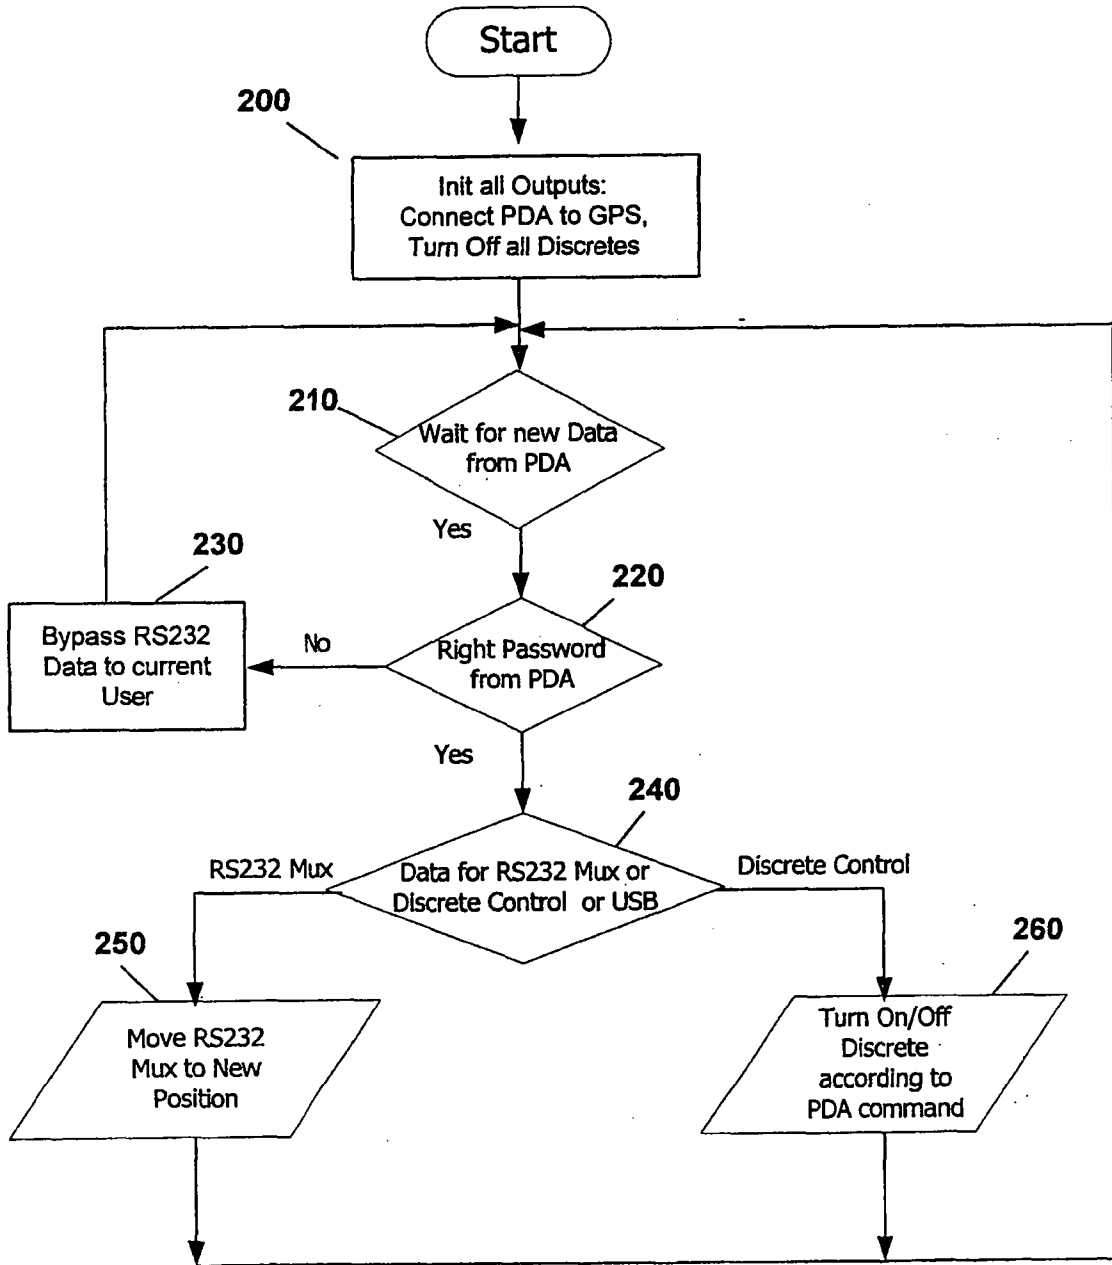 Start
200
Init all Outputs:
Connect PDA to GPS,
Turn Off all Discretes
210
Wait for new Data
from PDA
Yes
230
220
Bypass RS232
Data to current
User
No
Right Password
from PDA
Yes
240
RS232 Mux
Data for RS232 Mux or
Discrete Control or USB
Discrete Control
250
260
Move RS232
Mux to New
Position
Turn On/Off
Discrete
according to
PDA command